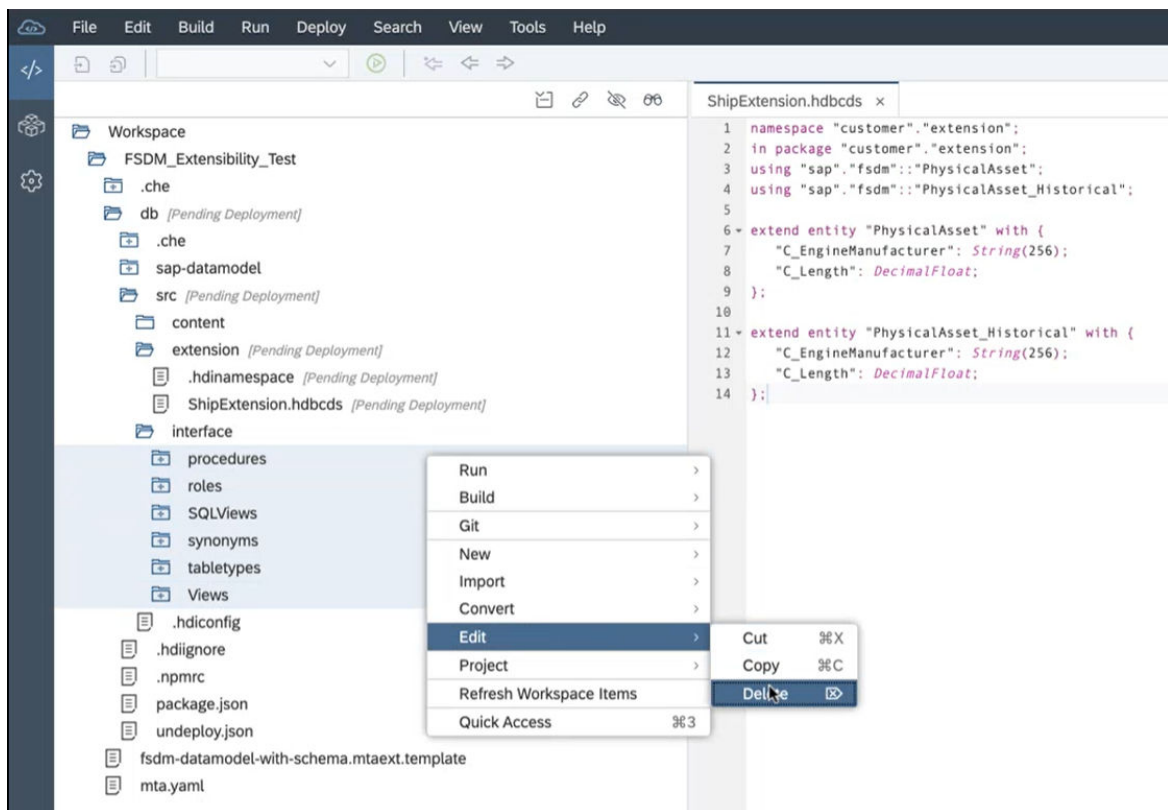 File Edit Build Run Deploy Search View Tools Help
ShipExtension.hdbcds ×
Workspace
FSDM_Extensibility_Test
.che
db [Pending Deployment]
.che
sap-datamodel
src [Pending Deployment]
content
extension [Pending Deployment]
.hdinamespace [Pending Deployment]
ShipExtension.hdbcds [Pending Deployment]
interface
procedures
roles
SQLViews
synonyms
tabletypes
Views
.hdiconfig
.hdiignore
.npmrc
package.json
undeploy.json
fsdm-datamodel-with-schema.mtaext.template
mta.yaml
1 namespace "customer"."extension";
2 in package "customer"."extension";
3 using "sap"."fsdm"::"PhysicalAsset";
4 using "sap"."fsdm"::"PhysicalAsset_Historical";
5
6 extend entity "PhysicalAsset" with {
7 "C_EngineManufacturer": String(256);
8 "C_Length": DecimalFloat;
9 };
10
11 extend entity "PhysicalAsset_Historical" with {
12 "C_EngineManufacturer": String(256);
13 "C_Length": DecimalFloat;
14 };
Run
Build
Git
New
Import
Convert
Edit
Project
Refresh Workspace Items
Quick Access ⌘3
Cut ⌘X
Copy ⌘C
Delete ⌦